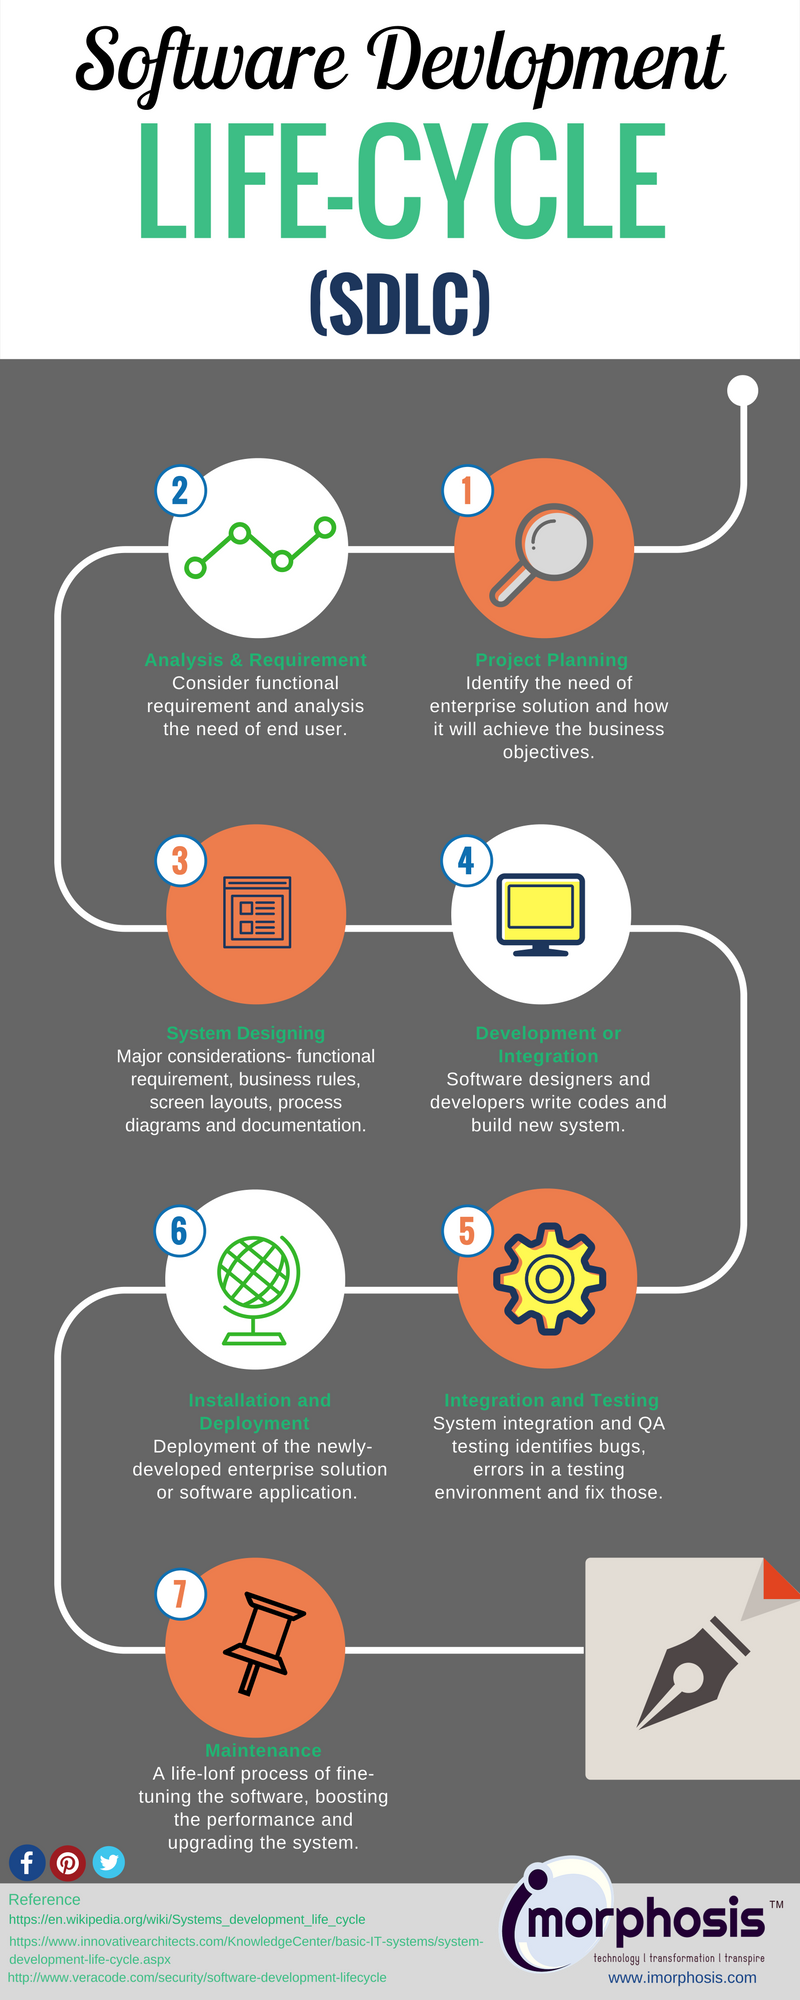 Software Devlopment
LIFE-CYCLE
(SDLC)
1
Project Planning
Identify the need of
enterprise solution and how
it will achieve the business
objectives.
2
Analysis & Requirement
Consider functional
requirement and analysis
the need of end user.
3
System Designing
Major considerations- functional
requirement, business rules,
screen layouts, process
diagrams and documentation.
4
Development or
Integration
Software designers and
developers write codes and
build new system.
5
Integration and Testing
System integration and QA
testing identifies bugs,
errors in a testing
environment and fix those.
6
Installation and
Deployment
Deployment of the newly-
developed enterprise solution
or software application.
7
Maintenance
A life-lonf process of fine-
tuning the software, boosting
the performance and
upgrading the system.
Reference
https://en.wikipedia.org/wiki/Systems_development_life_cycle
https://www.innovativearchitects.com/KnowledgeCenter/basic-IT-systems/system-
development-life-cycle.aspx
http://www.veracode.com/security/software-development-lifecycle
imorphosis TM
technology | transformation | transpire
www.imorphosis.com